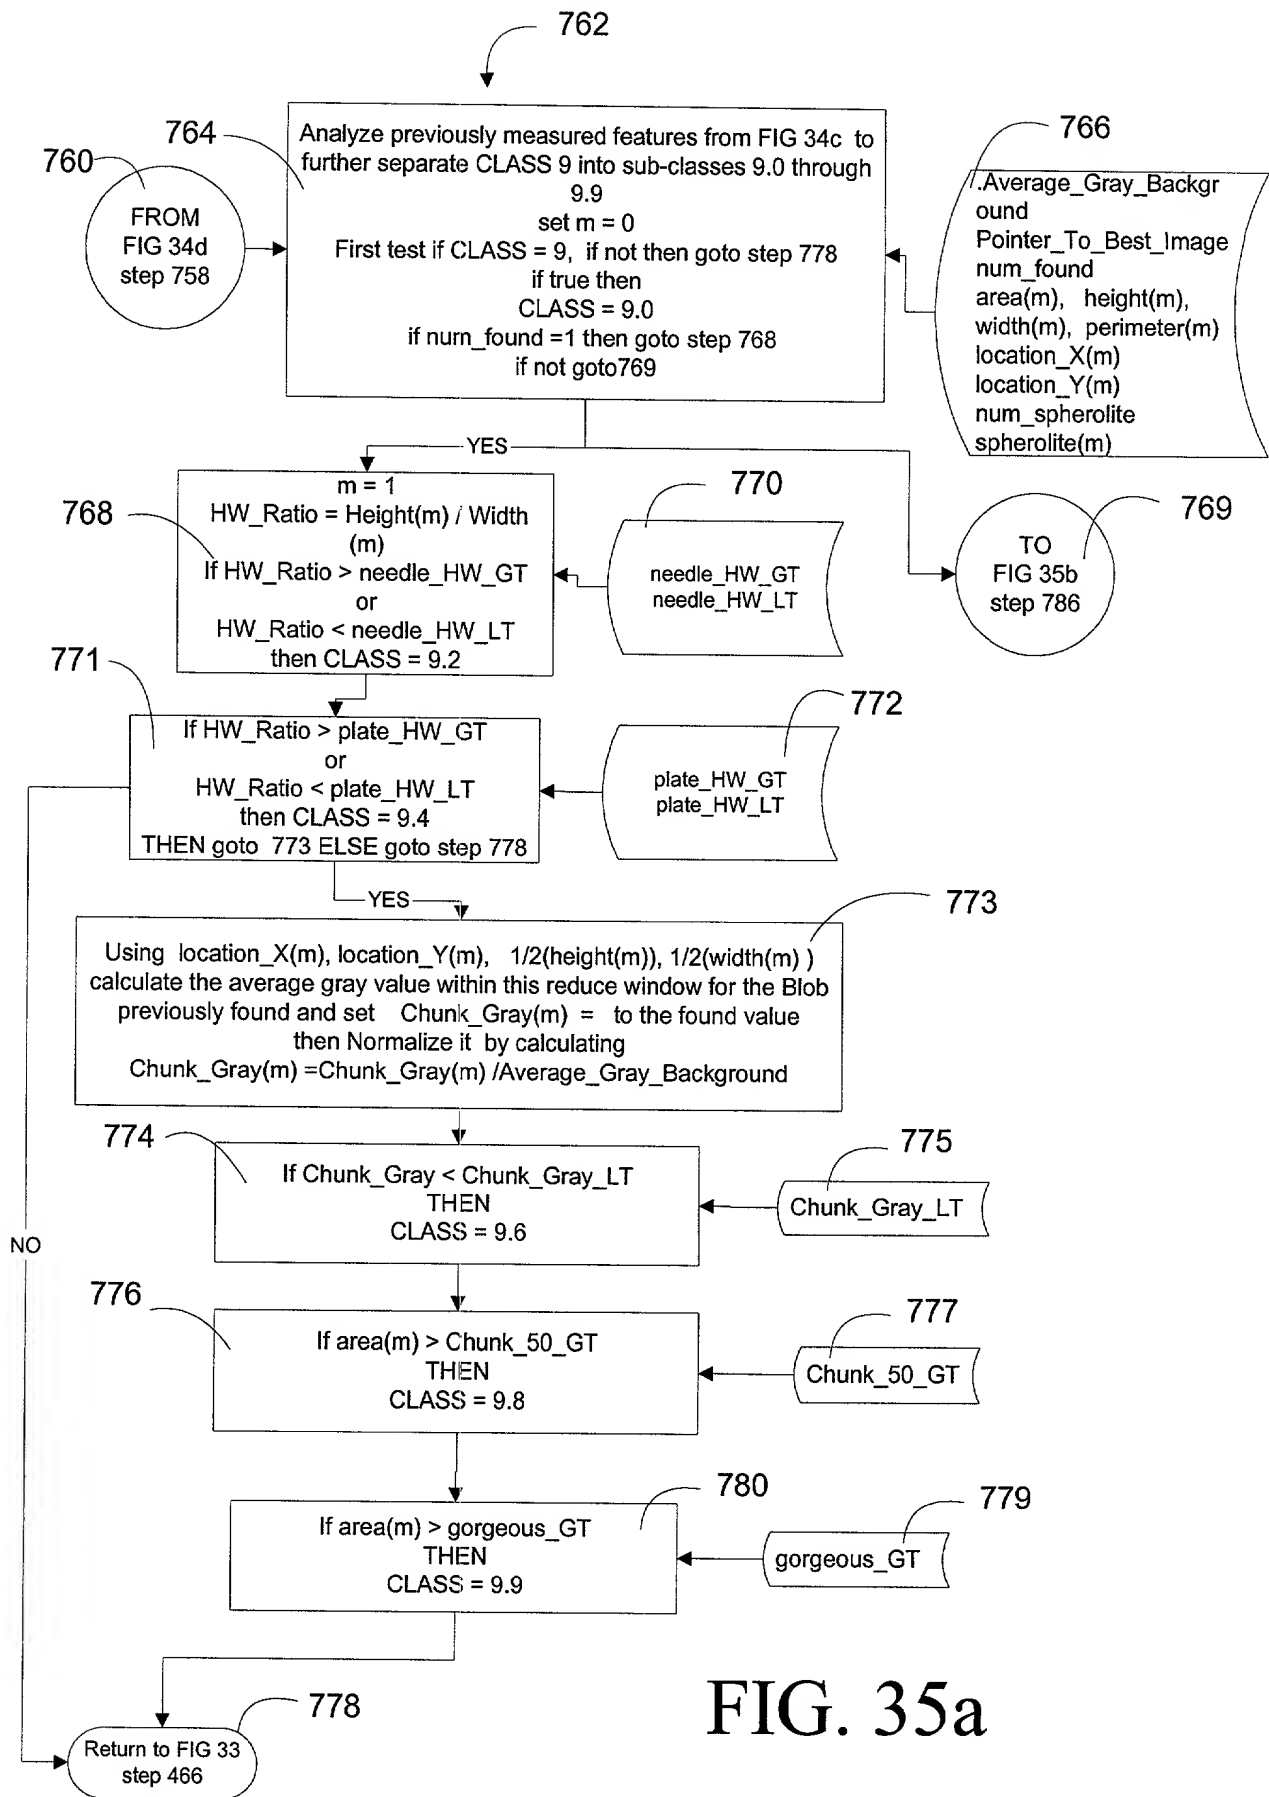 762
764
Analyze previously measured features from FIG 34c to
further separate CLASS 9 into sub-classes 9.0 through
9.9
set m = 0
First test if CLASS = 9, if not then goto step 778
if true then
CLASS = 9.0
if num_found =1 then goto step 768
if not goto769
760
FROM
FIG 34d
step 758
766
.Average_Gray_Backgr
ound
Pointer_To_Best_Image
num_found
area(m), height(m),
width(m), perimeter(m)
location_X(m)
location_Y(m)
num_spherolite
spherolite(m)
YES
768
m = 1
HW_Ratio = Height(m) / Width
(m)
If HW_Ratio > needle_HW_GT
or
HW_Ratio < needle_HW_LT
then CLASS = 9.2
770
needle_HW_GT
needle_HW_LT
769
TO
FIG 35b
step 786
771
If HW_Ratio > plate_HW_GT
or
HW_Ratio < plate_HW_LT
then CLASS = 9.4
THEN goto 773 ELSE goto step 778
772
plate_HW_GT
plate_HW_LT
YES
773
Using location_X(m), location_Y(m), 1/2(height(m)), 1/2(width(m) )
calculate the average gray value within this reduce window for the Blob
previously found and set Chunk_Gray(m) = to the found value
then Normalize it by calculating
Chunk_Gray(m) =Chunk_Gray(m) /Average_Gray_Background
774
If Chunk_Gray < Chunk_Gray_LT
THEN
CLASS = 9.6
775
Chunk_Gray_LT
NO
776
If area(m) > Chunk_50_GT
THEN
CLASS = 9.8
777
Chunk_50_GT
780
If area(m) > gorgeous_GT
THEN
CLASS = 9.9
779
gorgeous_GT
778
Return to FIG 33
step 466
FIG. 35a